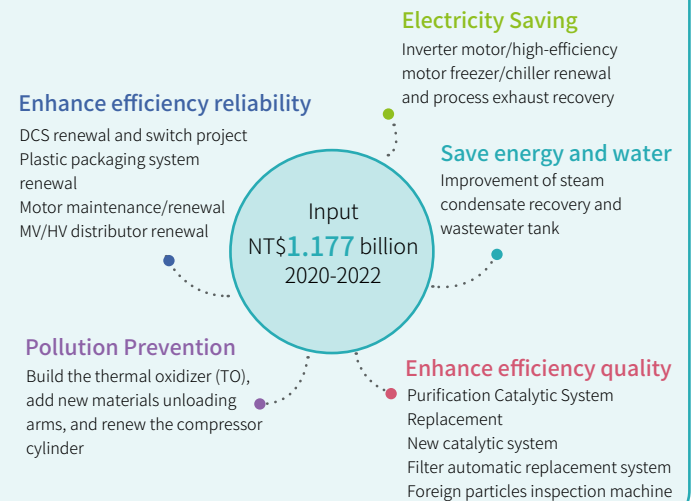 Electricity Saving
Inverter motor/high-efficiency
motor freezer/chiller renewal
and process exhaust recovery
Enhance efficiency reliability
DCS renewal and switch project
Plastic packaging system
renewal
Motor maintenance/renewal
MV/HV distributor renewal
Save energy and water
Improvement of steam
condensate recovery and
wastewater tank
Input
NT$1.177 billion
2020-2022
Pollution Prevention
Build the thermal oxidizer (TO),
add new materials unloading
arms, and renew the compressor
cylinder
Enhance efficiency quality
Purification Catalytic System
Replacement
New catalytic system
Filter automatic replacement system
Foreign particles inspection machine